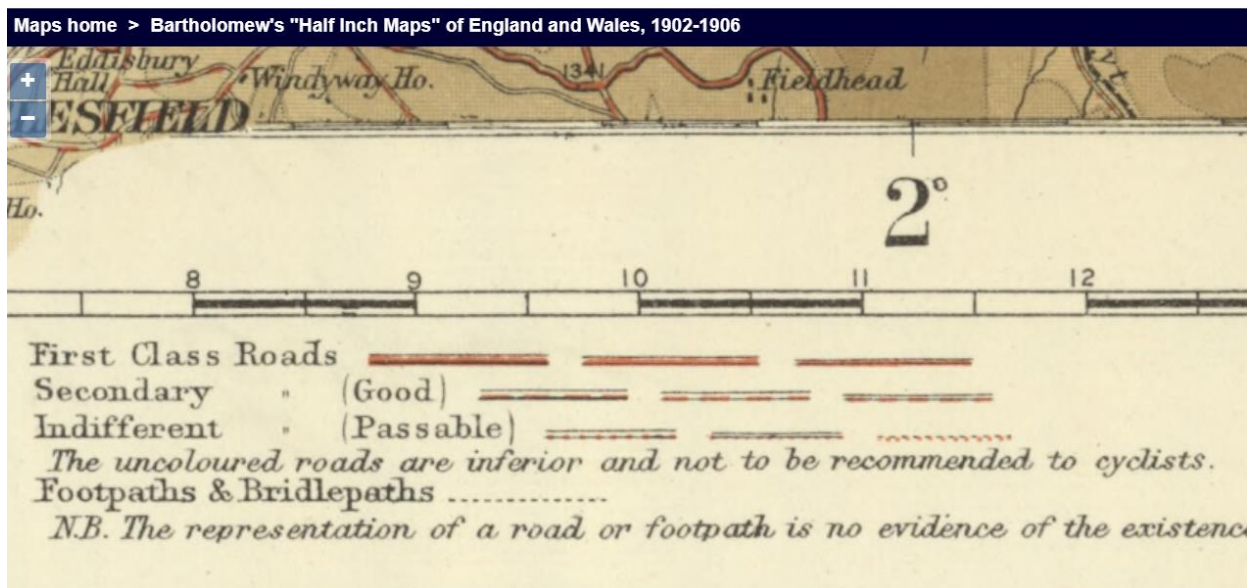 Maps home > Bartholomew's "Half Inch Maps" of England and Wales, 1902-1906
Eddisbury
Hall
Windyway Ho.
1341
Fieldhead
+
−
ESFIELD
Ho.
2°
8 9 10 11 12
First Class Roads
Secondary " (Good)
Indifferent " (Passable)
The uncoloured roads are inferior and not to be recommended to cyclists.
Footpaths & Bridlepaths
N.B. The representation of a road or footpath is no evidence of the existence